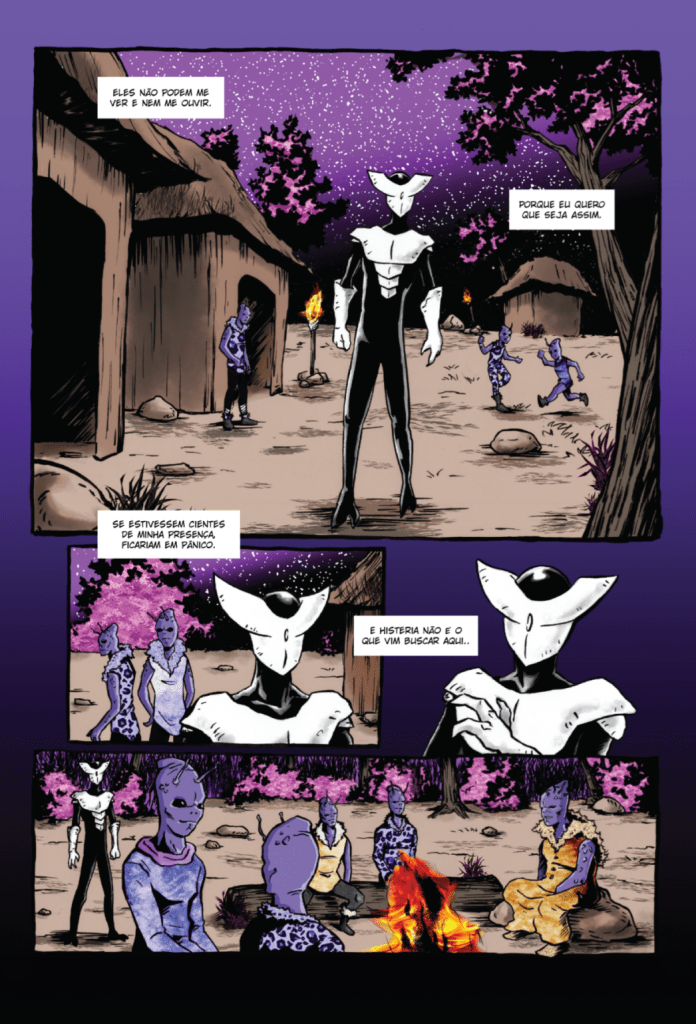 ELES NÃO PODEM ME
VER E NEM ME OUVIR.
PORQUE EU QUERO
QUE SEJA ASSIM.
SE ESTIVESSEM CIENTES
DE MINHA PRESENÇA,
FICARIAM EM PÂNICO.
E HISTERIA NÃO E O
QUE VIM BUSCAR AQUI..